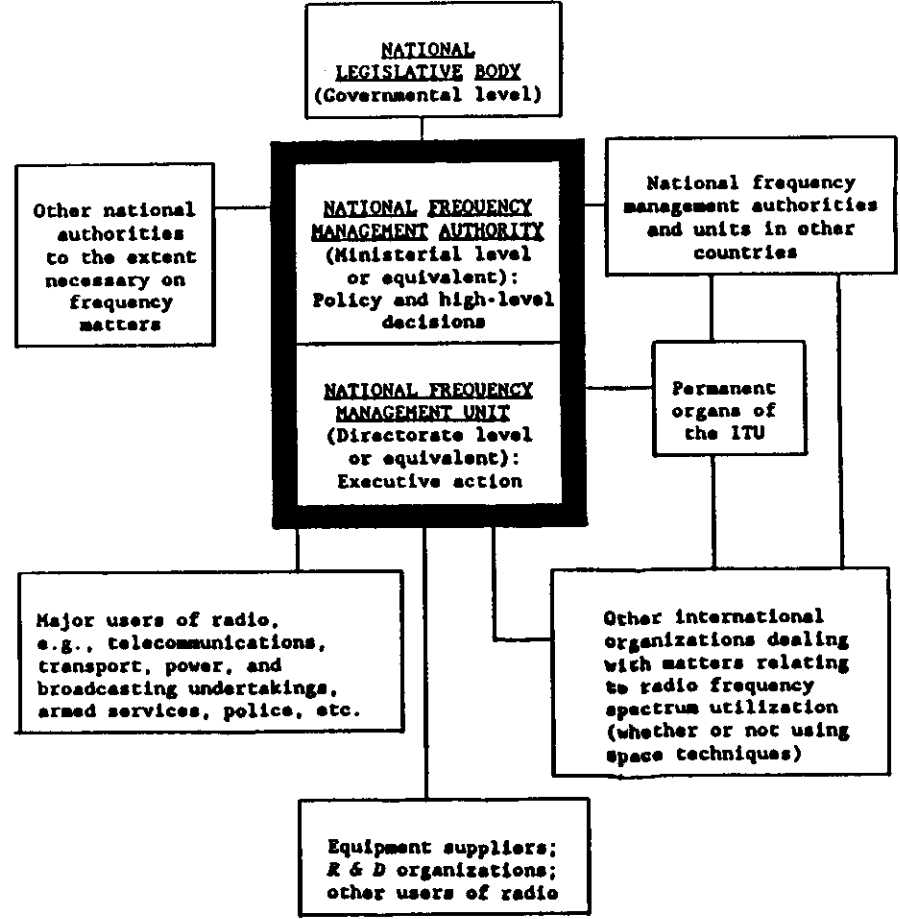 NATIONAL
LEGISLATIVE BODY
(Governmental level)
Other national
authorities
to the extent
necessary on
frequency
matters
NATIONAL FREQUENCY
MANAGEMENT AUTHORITY
(Ministerial level
or equivalent):
Policy and high-level
decisions
National frequency
management authorities
and units in other
countries
NATIONAL FREQUENCY
MANAGEMENT UNIT
(Directorate level
or equivalent):
Executive action
Permanent
organs of
the ITU
Major users of radio,
e.g., telecommunications,
transport, power, and
broadcasting undertakings,
armed services, police, etc.
Other international
organizations dealing
with matters relating
to radio frequency
spectrum utilization
(whether or not using
space techniques)
Equipment suppliers;
R & D organizations;
other users of radio